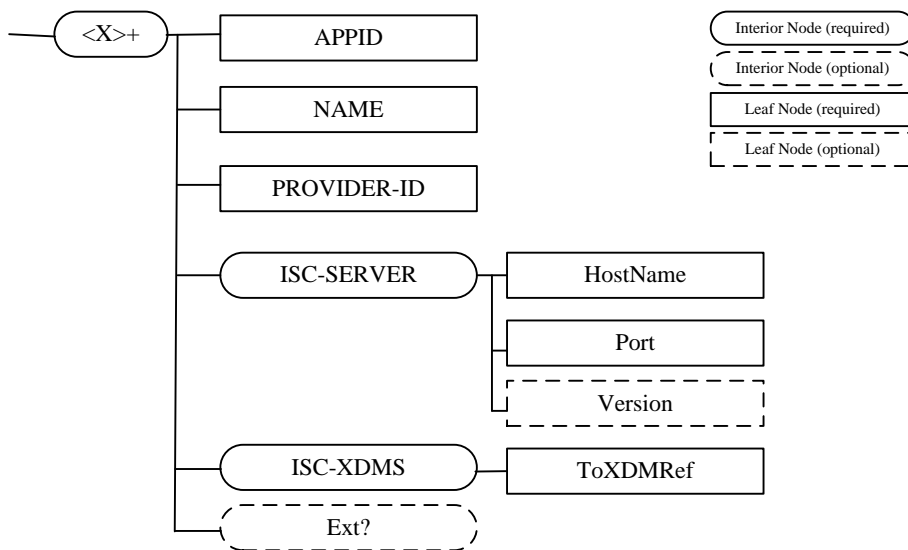 <X>+
APPID
NAME
PROVIDER-ID
ISC-SERVER
HostName
Port
Version
ISC-XDMS
ToXDMRef
Ext?
Interior Node (required)
Interior Node (optional)
Leaf Node (required)
Leaf Node (optional)